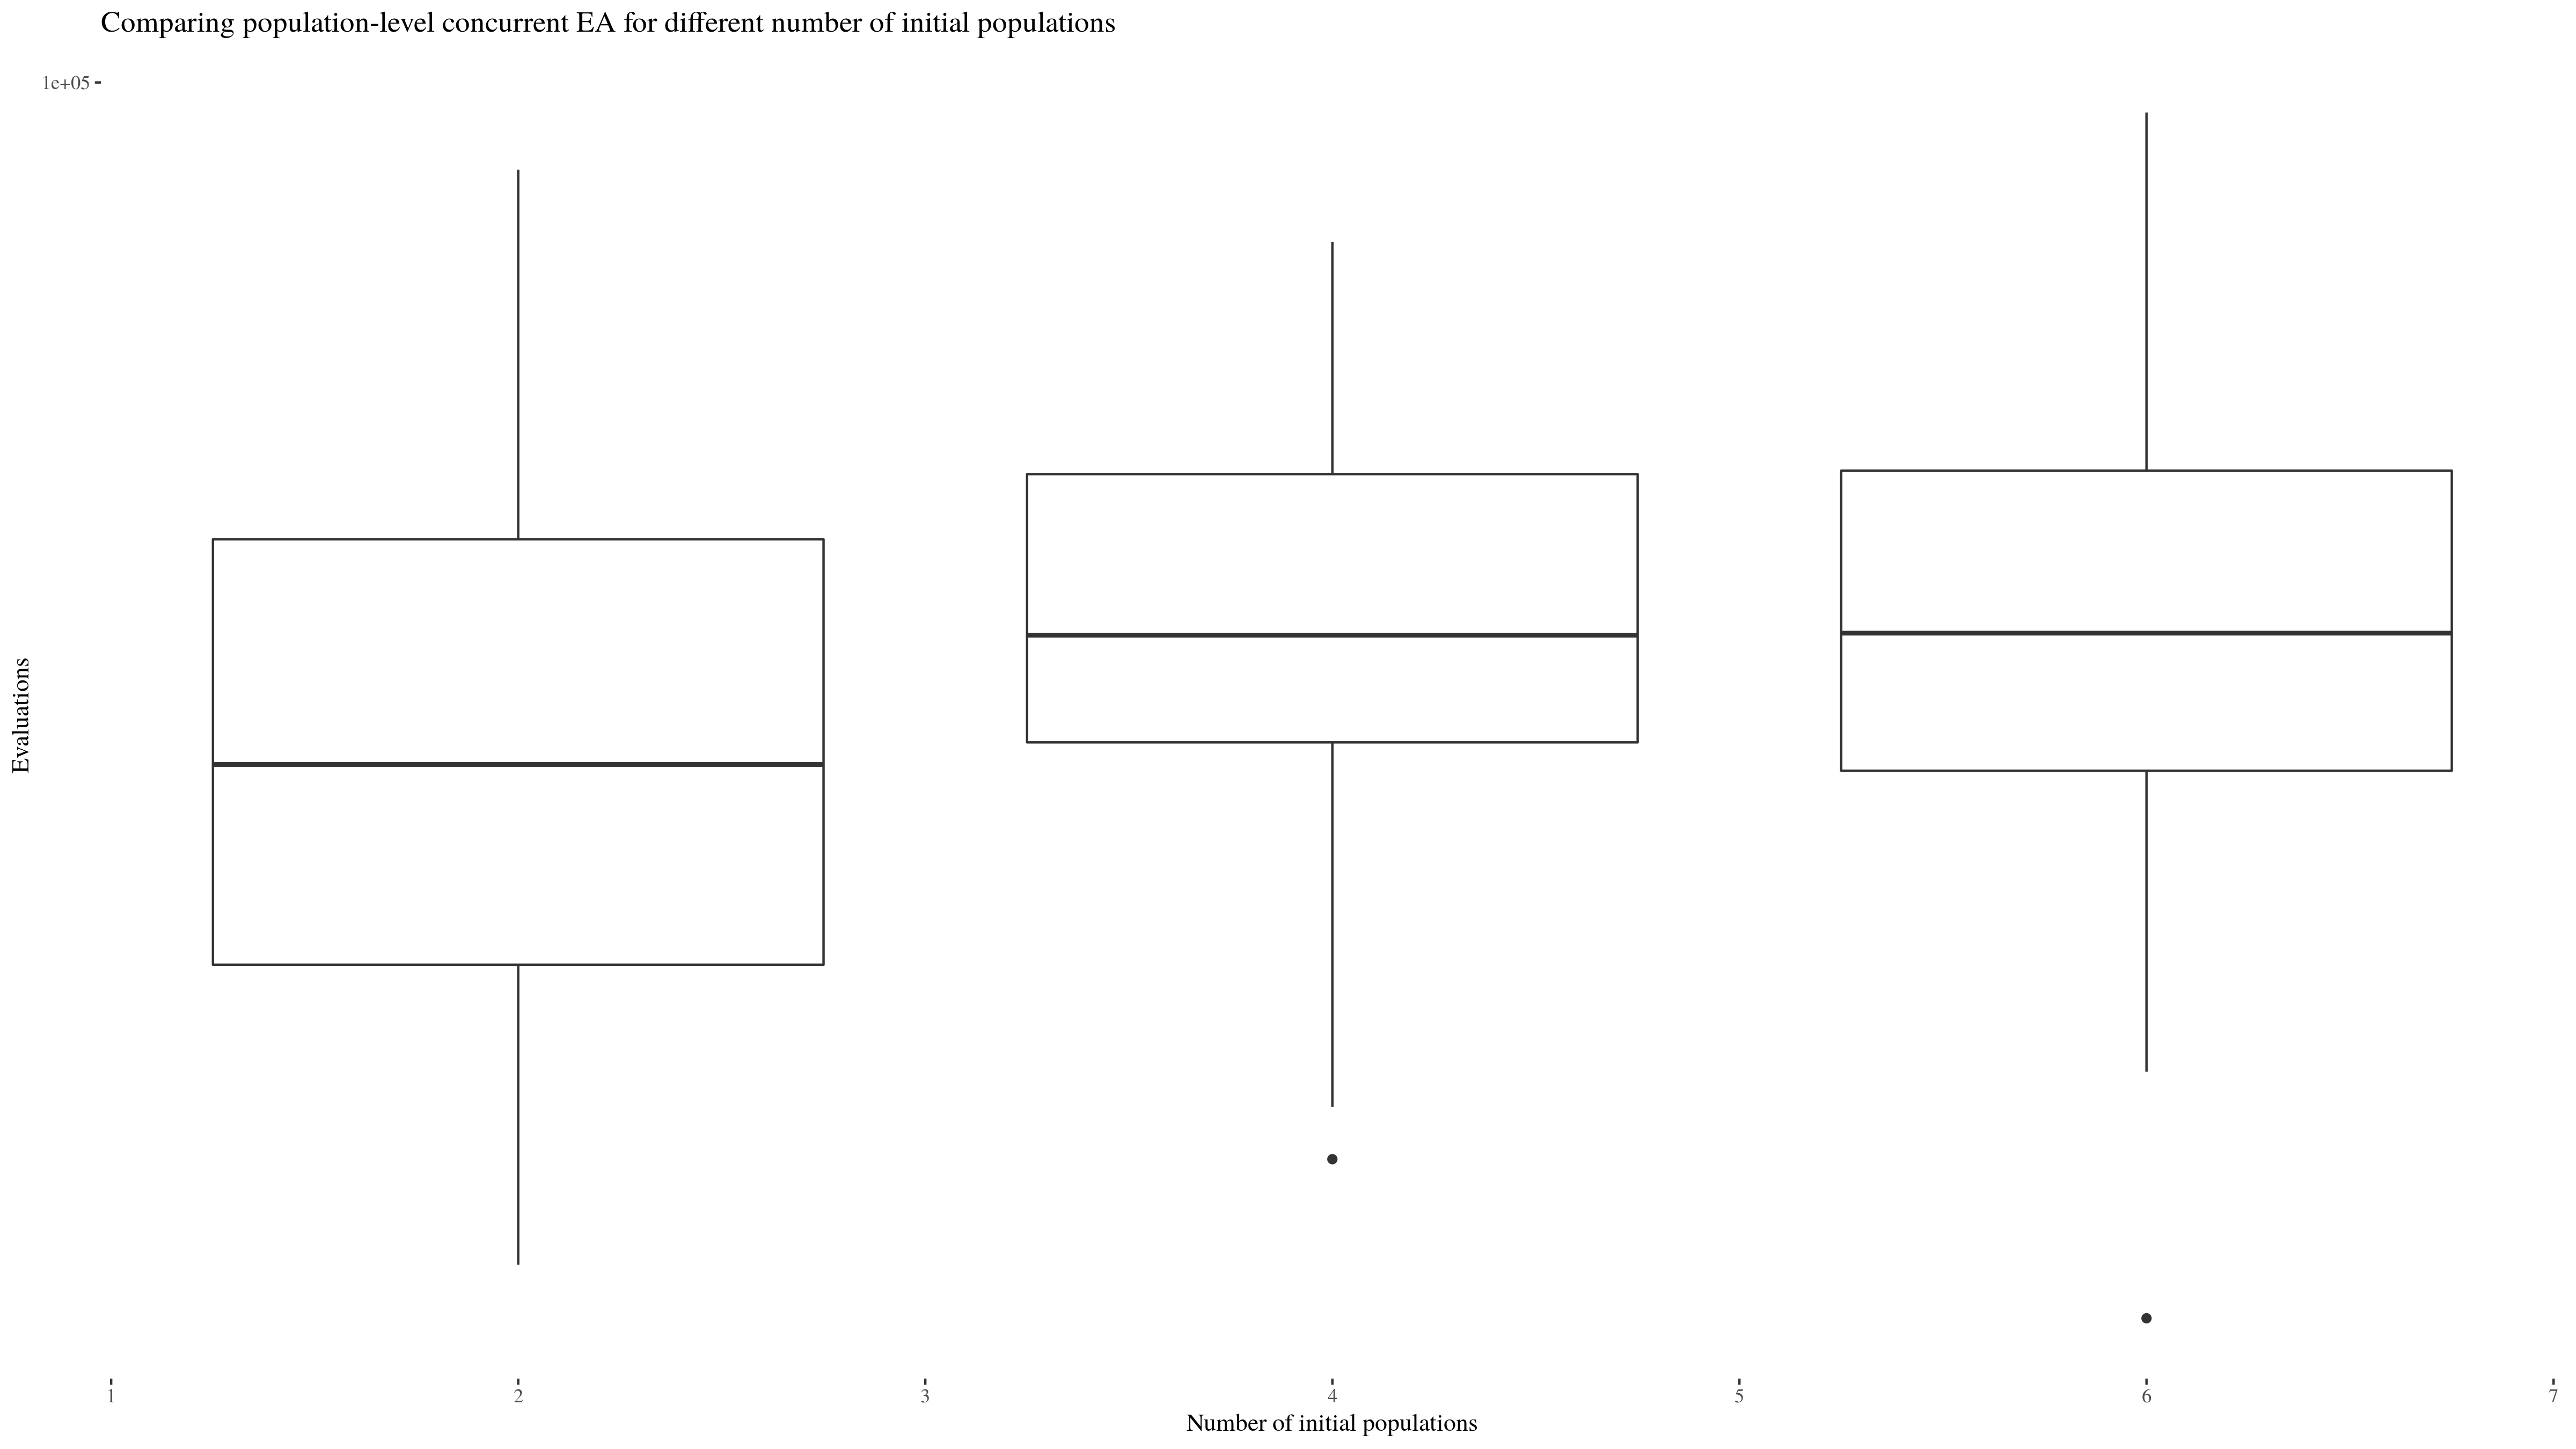 Comparing population-level concurrent EA for different number of initial populations
1e+05
Evaluations
1 2 3 4 5 6 7
Number of initial populations